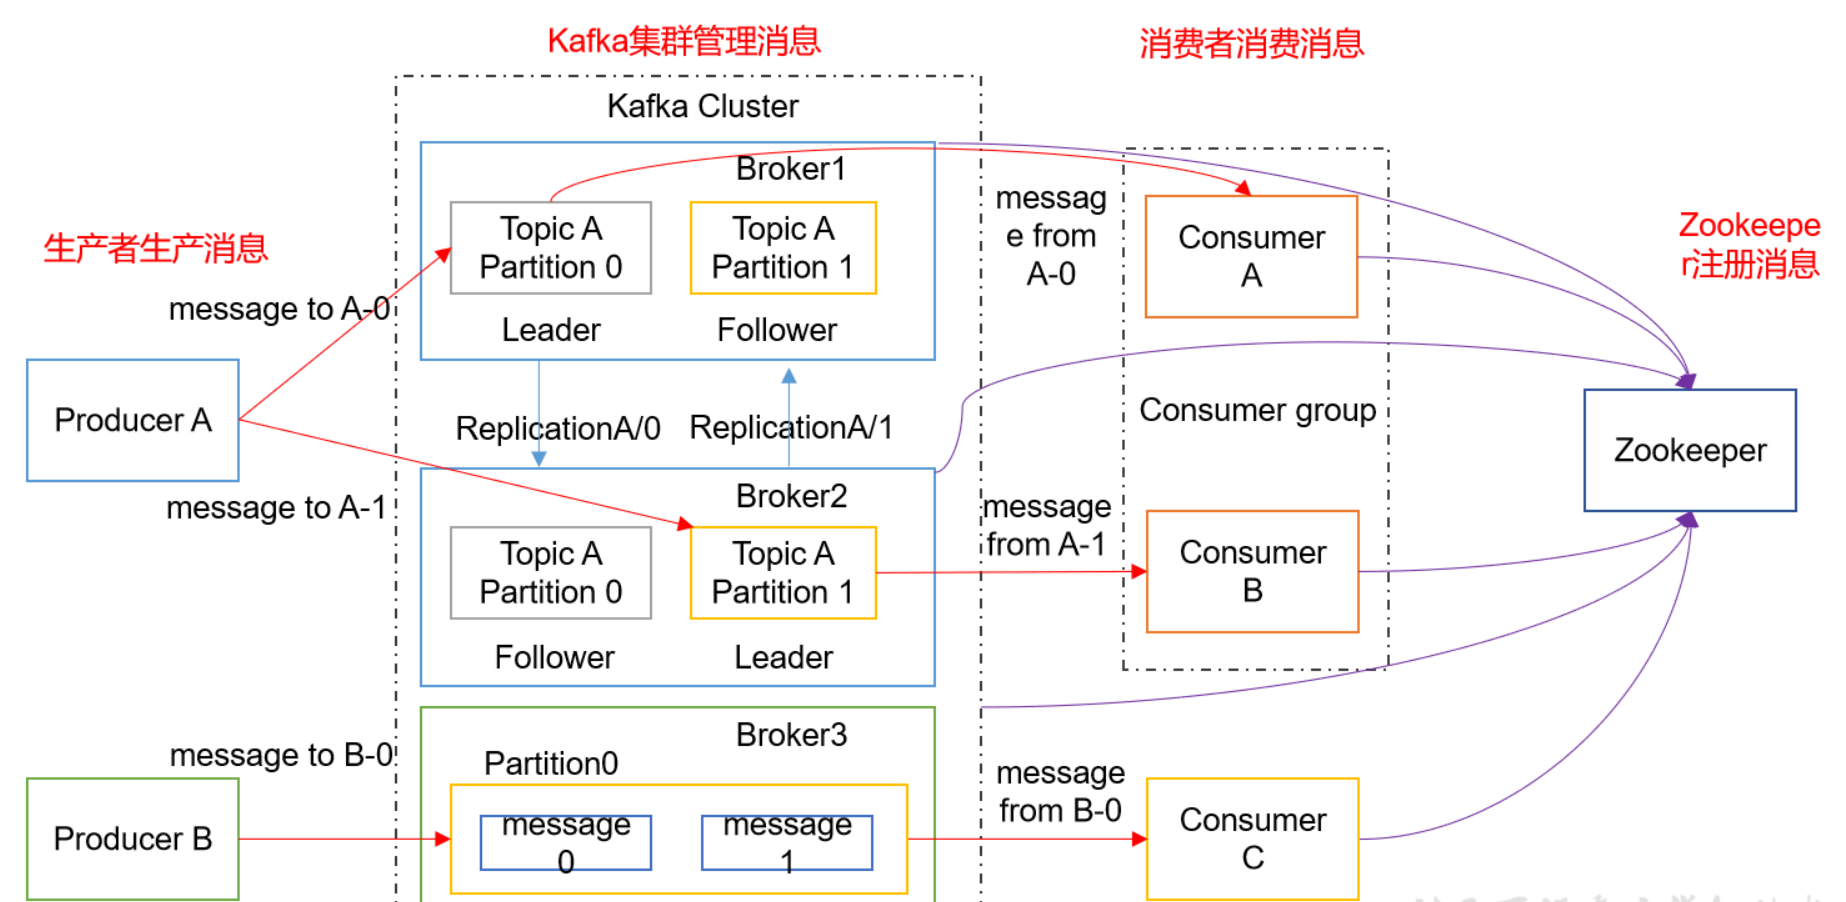 Kafka集群管理消息
消费者消费消息
Kafka Cluster
Broker1
Topic A
Partition 0
Topic A
Partition 1
Leader
Follower
messag
e from
A-0
Consumer
A
Zookeepe
r注册消息
生产者生产消息
message to A-0
Producer A
message to A-1
ReplicationA/0
ReplicationA/1
Consumer group
Zookeeper
Broker2
Topic A
Partition 0
Topic A
Partition 1
Follower
Leader
message
from A-1
Consumer
B
message to B-0
Producer B
Broker3
Partition0
message
0
message
1
message
from B-0
Consumer
C